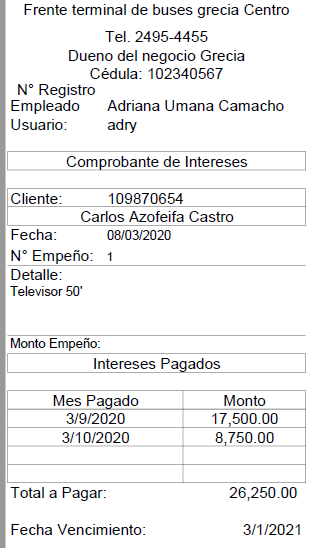 Frente terminal de buses grecia Centro
Tel. 2495-4455
Dueno del negocio Grecia
Cédula: 102340567
N° Registro
Empleado Adriana Umana Camacho
Usuario: adry
Comprobante de Intereses
Cliente: 109870654
Carlos Azofeifa Castro
Fecha: 08/03/2020
N° Empeño: 1
Detalle:
Televisor 50'
Monto Empeño:
Intereses Pagados
Mes Pagado Monto
3/9/2020 17,500.00
3/10/2020 8,750.00
Total a Pagar: 26,250.00
Fecha Vencimiento: 3/1/2021